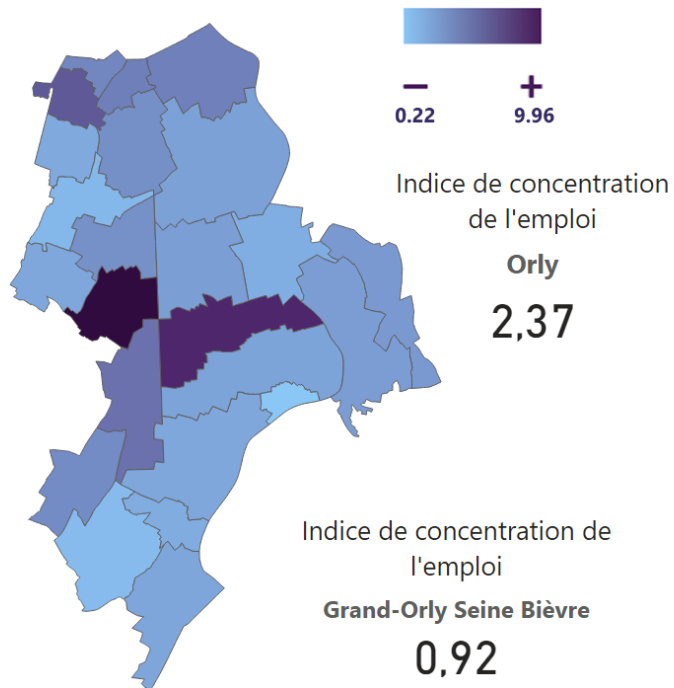 − +
0.22 9.96
Indice de concentration
de l'emploi
Orly
2,37
Indice de concentration de
l'emploi
Grand-Orly Seine Bièvre
0,92